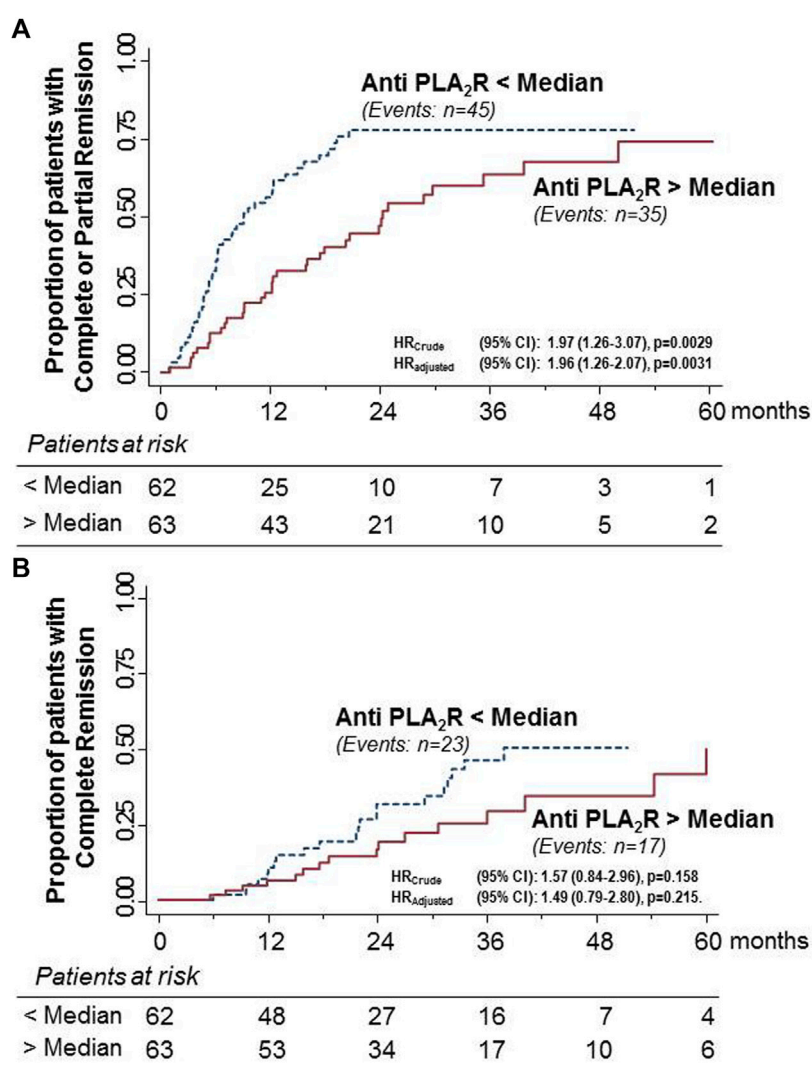 A
Proportion of patients with
Complete or Partial Remission
1.00
0.75
0.50
0.25
0.00
Anti PLA₂R < Median
(Events: n=45)
Anti PLA₂R > Median
(Events: n=35)
HRCrude (95% CI): 1.97 (1.26-3.07), p=0.0029
HRadjusted (95% CI): 1.96 (1.26-2.07), p=0.0031
0 12 24 36 48 60 months
Patients at risk
< Median 62 25 10 7 3 1
> Median 63 43 21 10 5 2
B
Proportion of patients with
Complete Remission
1.00
0.75
0.50
0.25
0.00
Anti PLA₂R < Median
(Events: n=23)
Anti PLA₂R > Median
(Events: n=17)
HRCrude (95% CI): 1.57 (0.84-2.96), p=0.158
HRAdjusted (95% CI): 1.49 (0.79-2.80), p=0.215.
0 12 24 36 48 60 months
Patients at risk
< Median 62 48 27 16 7 4
> Median 63 53 34 17 10 6